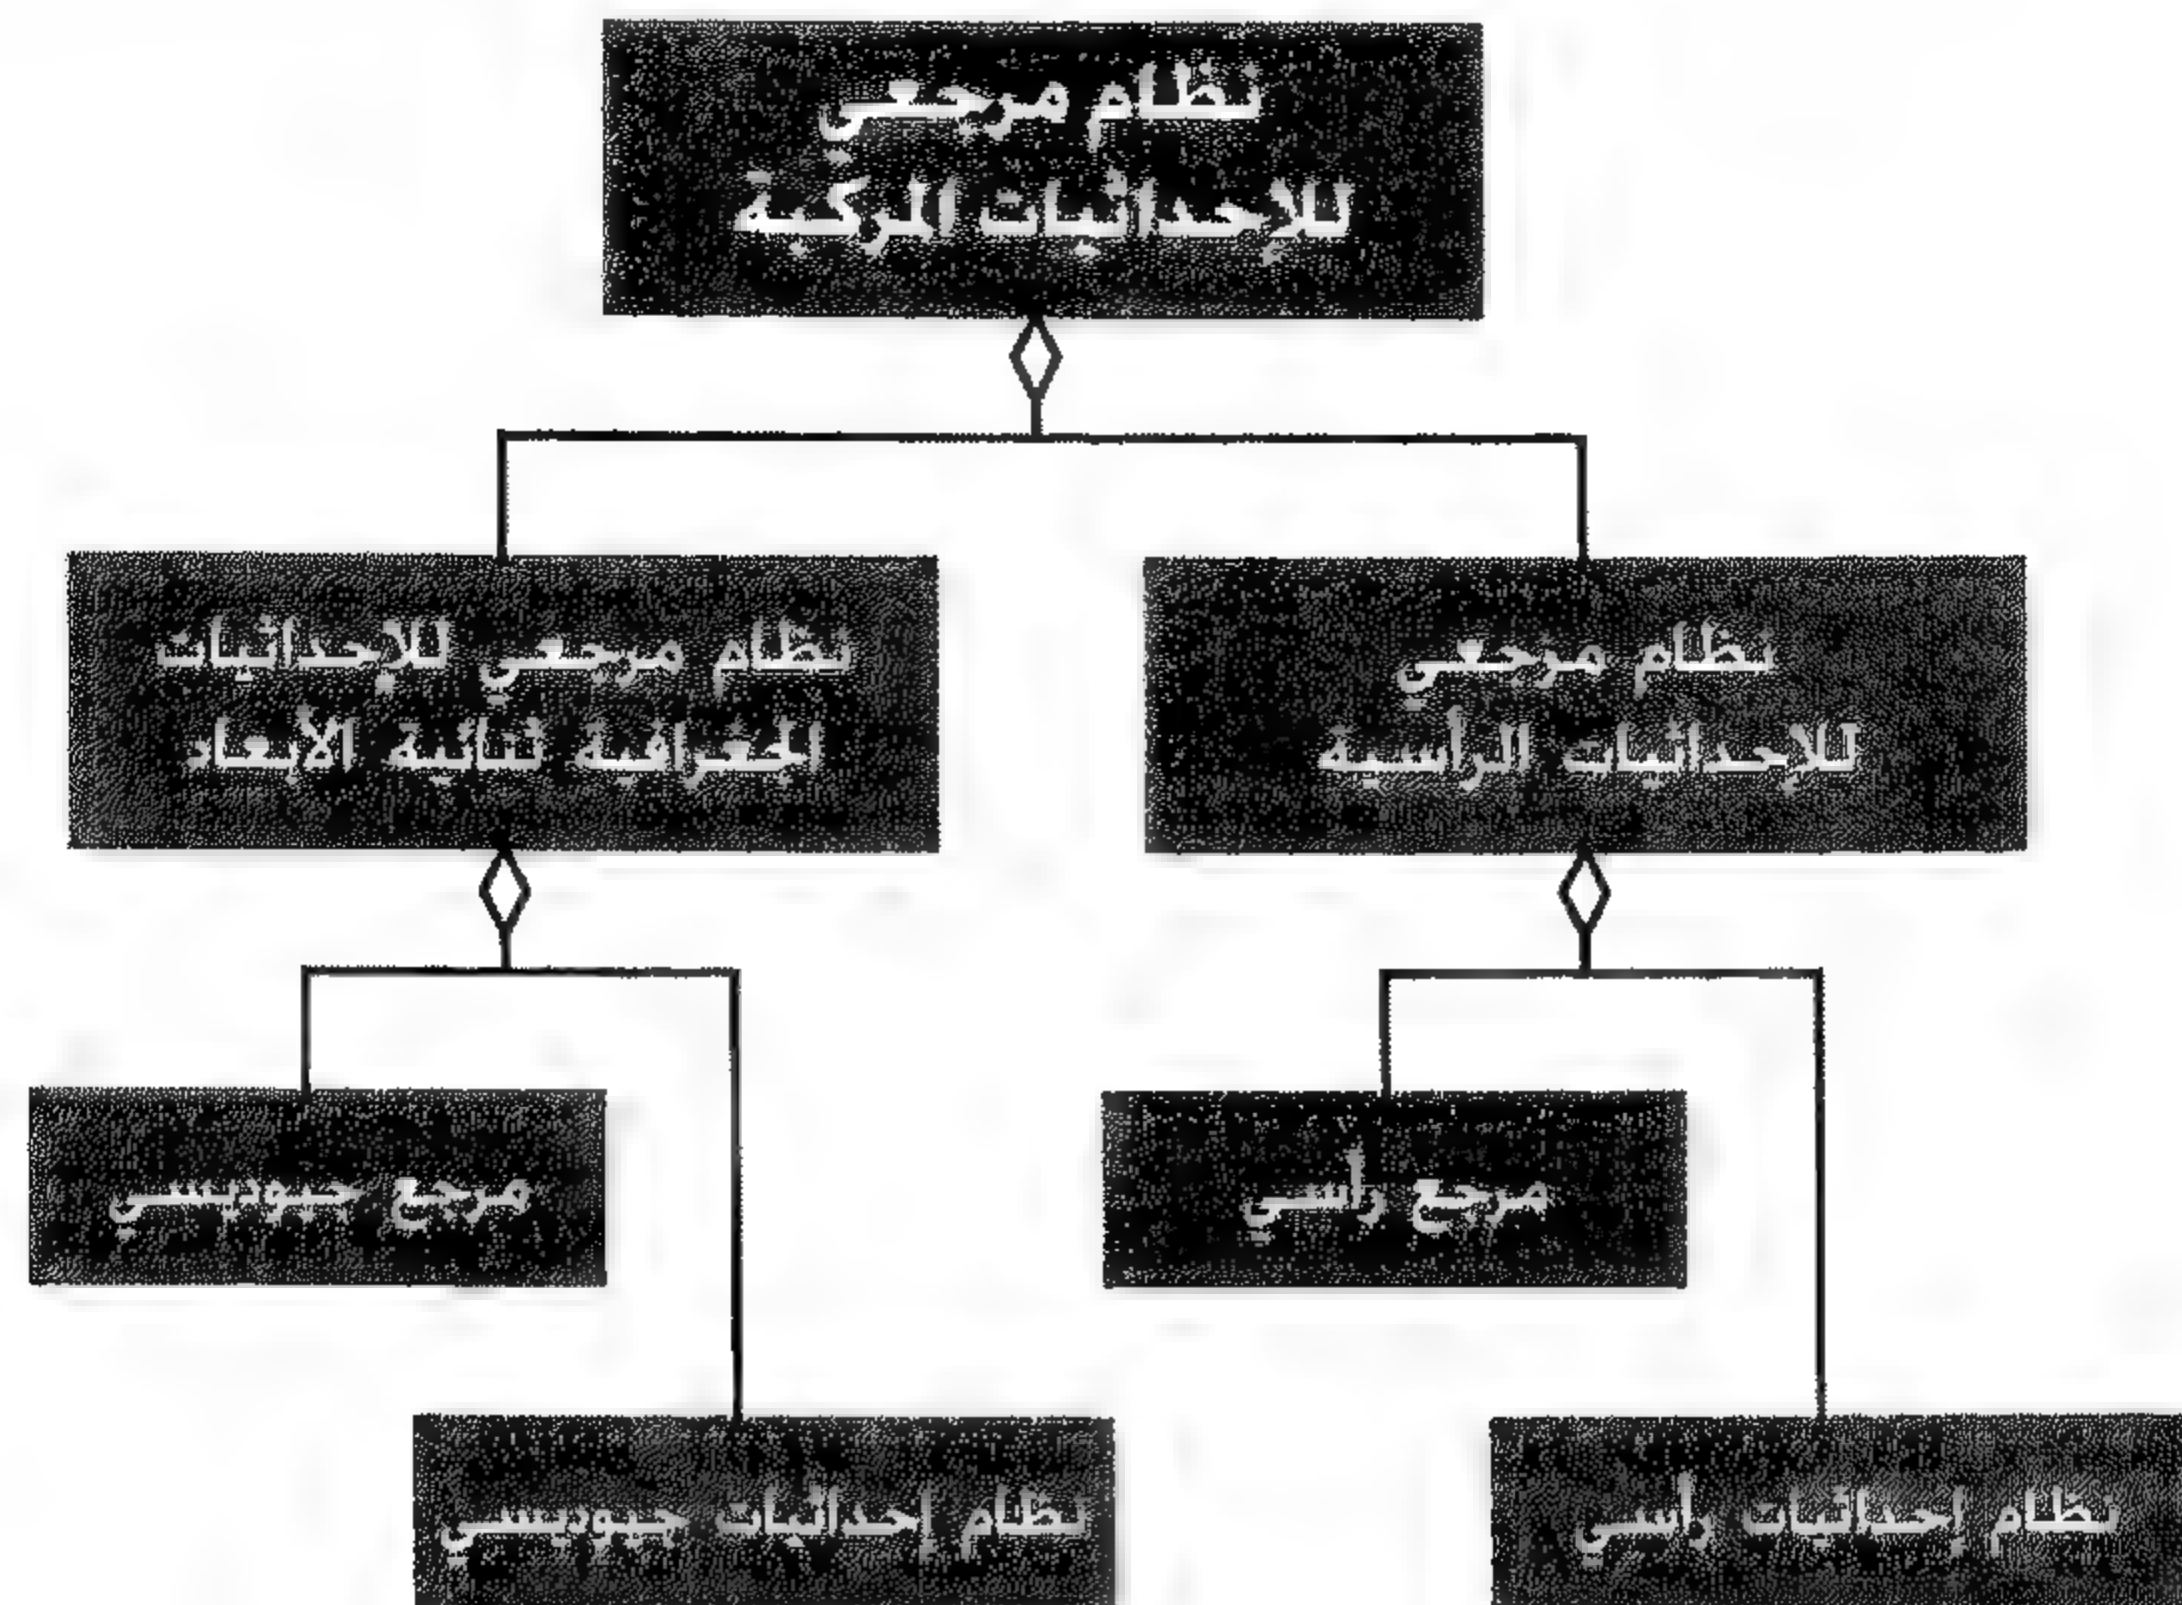 نظام مرجعي
للإحداثيات المركبة
نظام مرجعي
للإحداثيات الرأسية
نظام مرجعي للإحداثيات
الجغرافية ثنائية الأبعاد
مرجع رأسي
مرجع جيوديسي
نظام إحداثيات رأسي
نظام إحداثيات جيوديسي